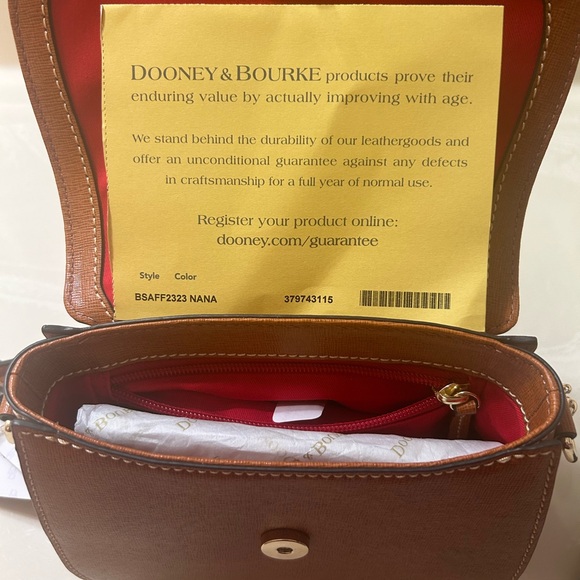 DOONEY & BOURKE products prove their
enduring value by actually improving with age.
We stand behind the durability of our leathergoods and
offer an unconditional guarantee against any defects
in craftsmanship for a full year of normal use.
Register your product online:
dooney.com/guarantee
Style Color
BSAFF2323 NANA 379743115
DOONEY & BOURKE